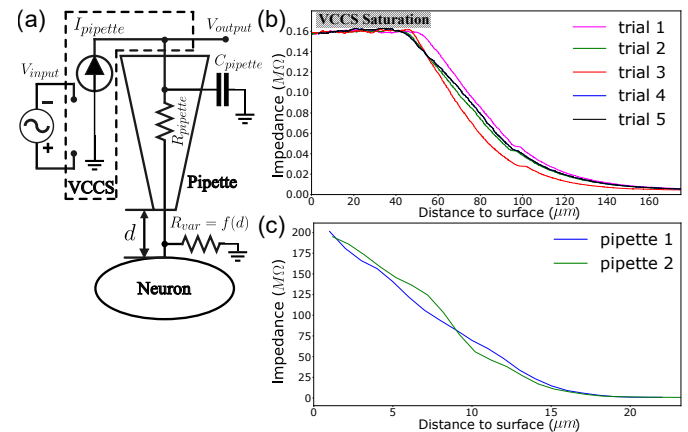 (a)
I_pipette
V_output
V_input
C_pipette
R_pipette
−
+
VCCS
Pipette
d
R_var = f(d)
Neuron
(b)
VCCS Saturation
trial 1
trial 2
trial 3
trial 4
trial 5
Impedance (MΩ)
0.16
0.14
0.12
0.10
0.08
0.06
0.04
0.02
0.00
0 20 40 60 80 100 120 140 160
Distance to surface (μm)
(c)
pipette 1
pipette 2
Impedance (MΩ)
200
175
150
125
100
75
50
25
0
0 5 10 15 20
Distance to surface (μm)